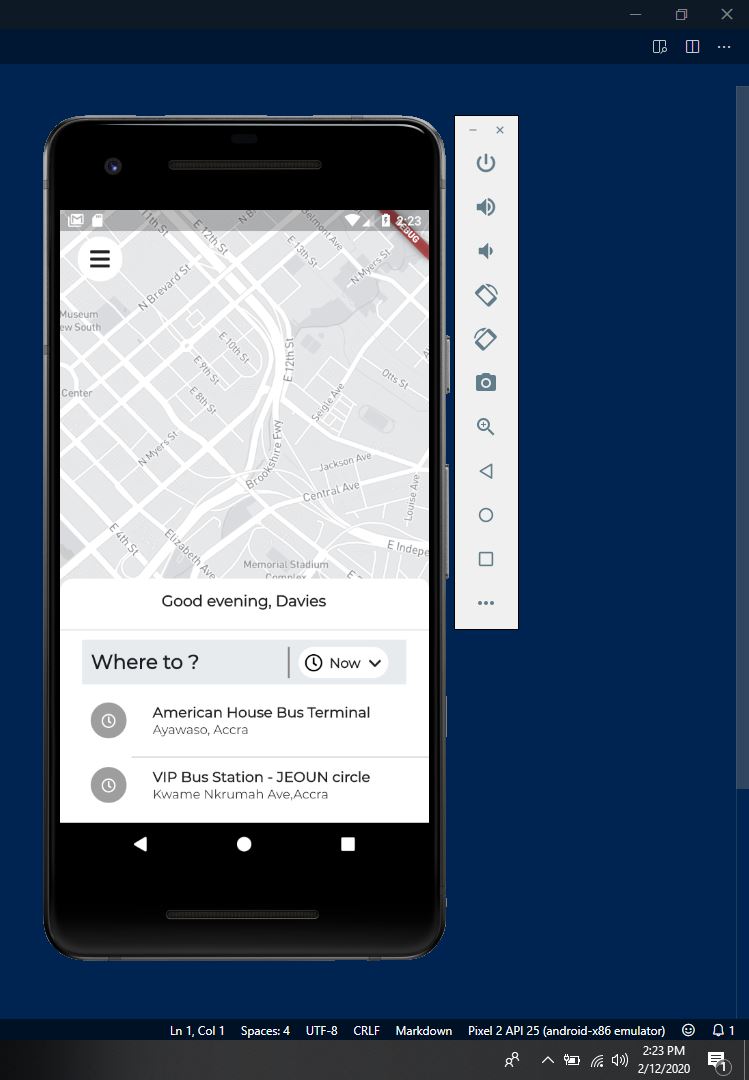 2:23
DEBUG
11th St
E 12th St
N B
Belmont Ave
E 13th St
N Myers St
N Brevard St
Museum
ew South
E 10th St
E 12th St
E 9th St
Otts St
Center
E 8th St
Seigle Ave
N Myers St
Brookshire Fwy
Jackson Ave
Central Ave
Louise Ave
E 4th St
Elizabeth Ave
E Indepe
Memorial Stadium
Complex
E
Good evening, Davies
Where to ?
Now
American House Bus Terminal
Ayawaso, Accra
VIP Bus Station - JEOUN circle
Kwame Nkrumah Ave,Accra
Ln 1, Col 1 Spaces: 4 UTF-8 CRLF Markdown Pixel 2 API 25 (android-x86 emulator) 1
2:23 PM
2/12/2020
1